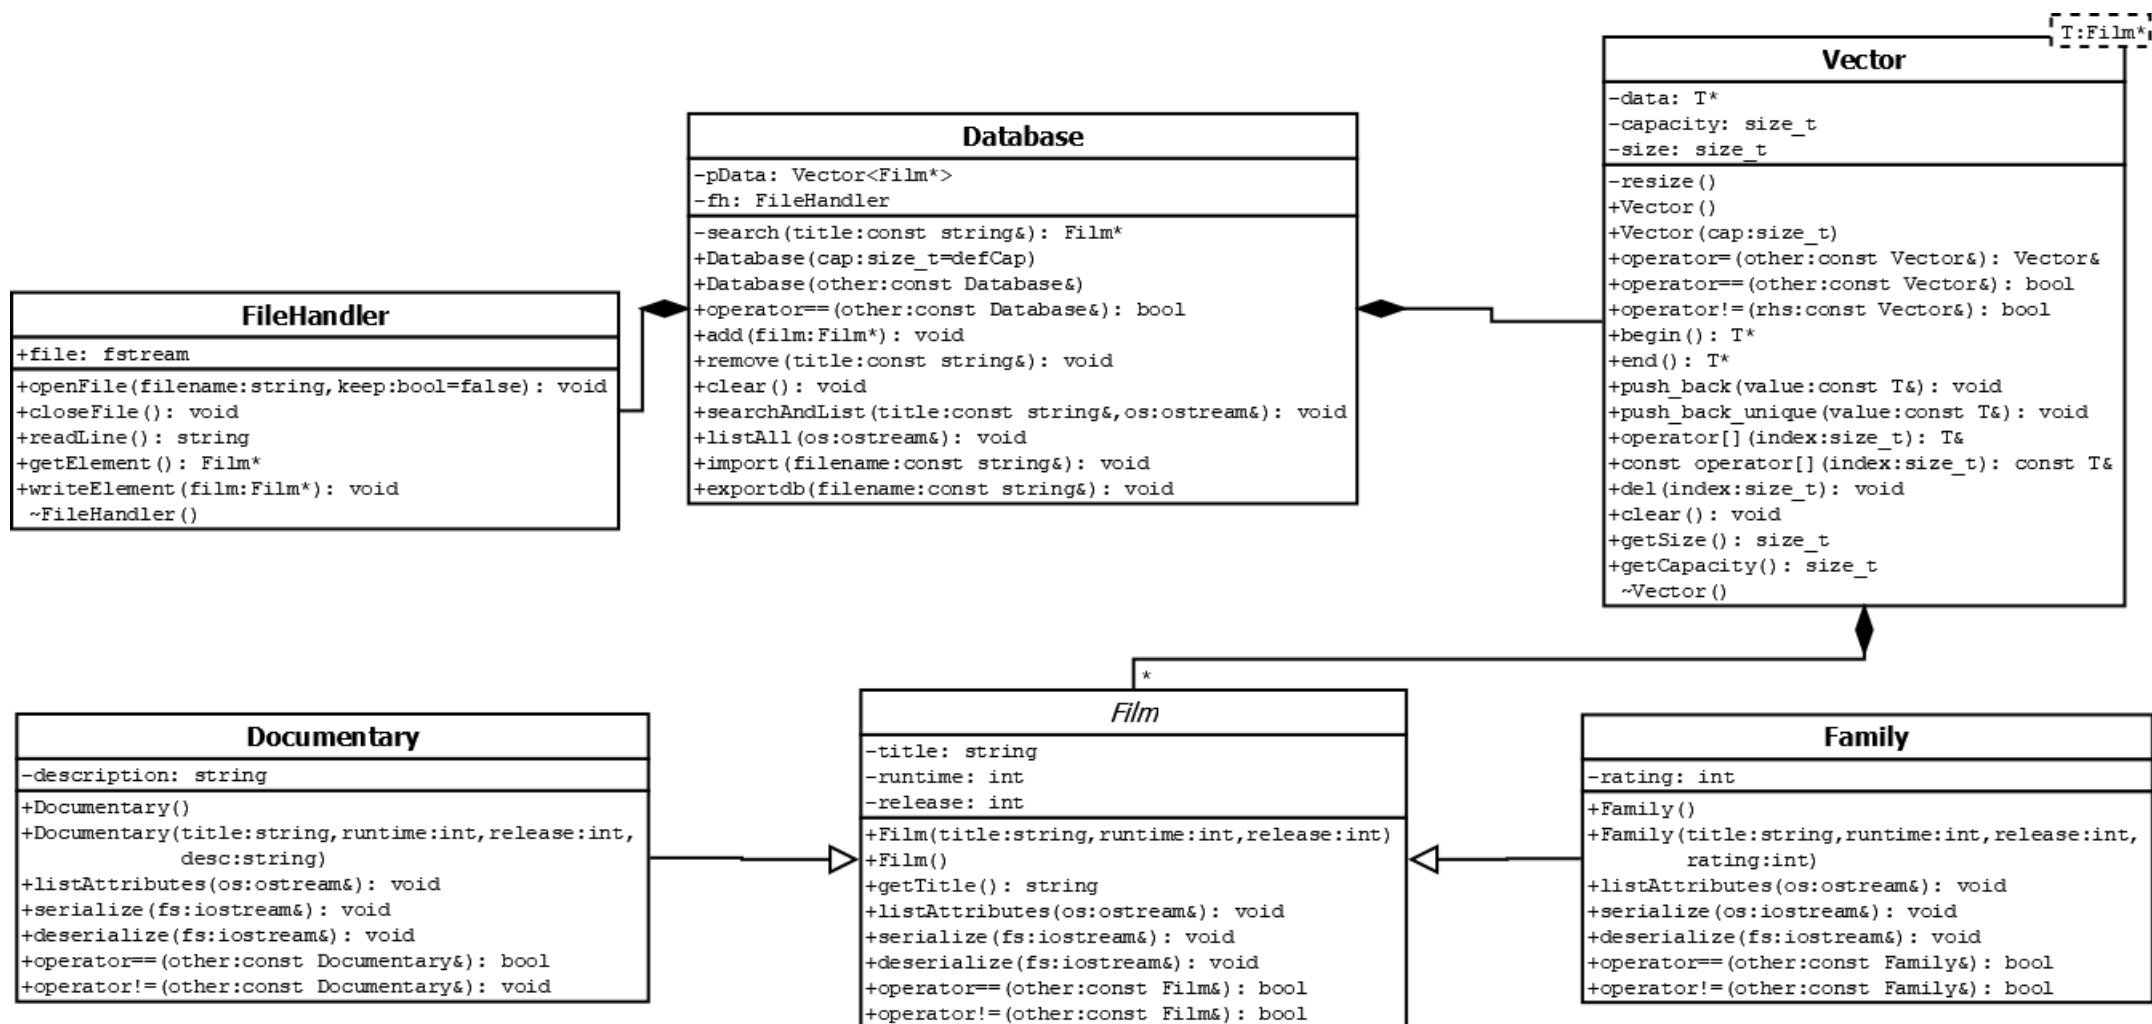 T:Film*
Vector
-data: T*
-capacity: size_t
-size: size_t
-resize()
+Vector()
+Vector(cap:size_t)
+operator=(other:const Vector&): Vector&
+operator==(other:const Vector&): bool
+operator!=(rhs:const Vector&): bool
+begin(): T*
+end(): T*
+push_back(value:const T&): void
+push_back_unique(value:const T&): void
+operator[](index:size_t): T&
+const operator[](index:size_t): const T&
+del(index:size_t): void
+clear(): void
+getSize(): size_t
+getCapacity(): size_t
~Vector()
Database
-pData: Vector<Film*>
-fh: FileHandler
-search(title:const string&): Film*
+Database(cap:size_t=defCap)
+Database(other:const Database&)
+operator==(other:const Database&): bool
+add(film:Film*): void
+remove(title:const string&): void
+clear(): void
+searchAndList(title:const string&,os:ostream&): void
+listAll(os:ostream&): void
+import(filename:const string&): void
+exportdb(filename:const string&): void
FileHandler
+file: fstream
+openFile(filename:string,keep:bool=false): void
+closeFile(): void
+readLine(): string
+getElement(): Film*
+writeElement(film:Film*): void
~FileHandler()
*
Documentary
-description: string
+Documentary()
+Documentary(title:string,runtime:int,release:int,
desc:string)
+listAttributes(os:ostream&): void
+serialize(fs:iostream&): void
+deserialize(fs:iostream&): void
+operator==(other:const Documentary&): bool
+operator!=(other:const Documentary&): void
Film
-title: string
-runtime: int
-release: int
+Film(title:string,runtime:int,release:int)
+Film()
+getTitle(): string
+listAttributes(os:ostream&): void
+serialize(fs:iostream&): void
+deserialize(fs:iostream&): void
+operator==(other:const Film&): bool
+operator!=(other:const Film&): bool
Family
-rating: int
+Family()
+Family(title:string,runtime:int,release:int,
rating:int)
+listAttributes(os:ostream&): void
+serialize(os:iostream&): void
+deserialize(fs:iostream&): void
+operator==(other:const Family&): bool
+operator!=(other:const Family&): bool